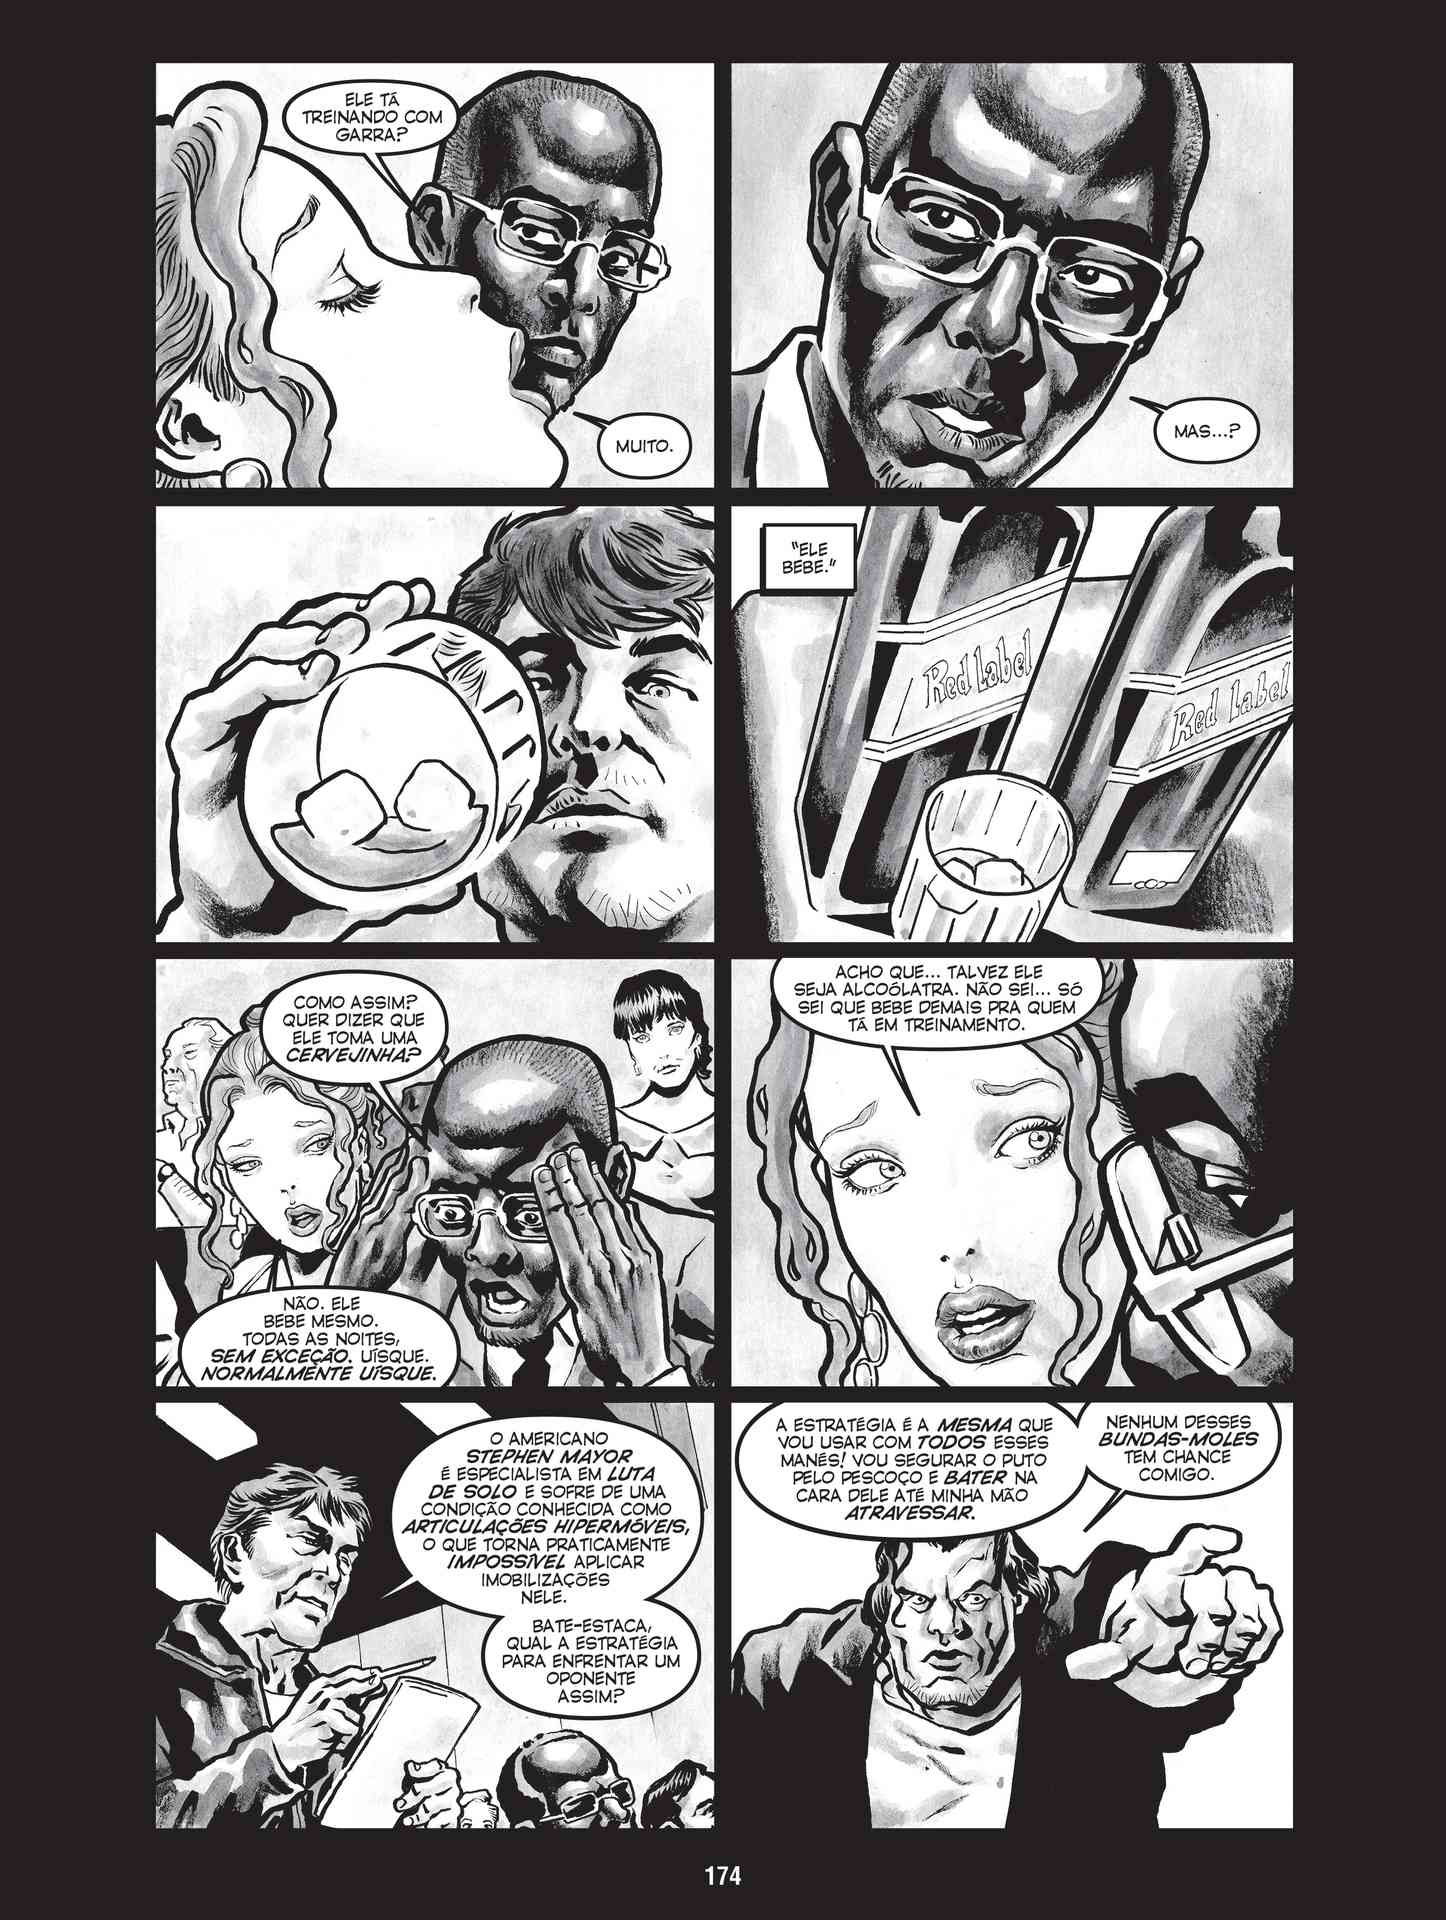 ELE TÁ
TREINANDO COM
GARRA?
MUITO.
MAS...?
"ELE
BEBE."
Red Label
Red Label
COMO ASSIM?
QUER DIZER QUE
ELE TOMA UMA
CERVEJINHA?
NÃO. ELE
BEBE MESMO.
TODAS AS NOITES,
SEM EXCEÇÃO. UÍSQUE.
NORMALMENTE UÍSQUE.
ACHO QUE... TALVEZ ELE
SEJA ALCOÓLATRA. NÃO SEI... SÓ
SEI QUE BEBE DEMAIS PRA QUEM
TÁ EM TREINAMENTO.
O AMERICANO
STEPHEN MAYOR
É ESPECIALISTA EM LUTA
DE SOLO E SOFRE DE UMA
CONDIÇÃO CONHECIDA COMO
ARTICULAÇÕES HIPERMÓVEIS,
O QUE TORNA PRATICAMENTE
IMPOSSÍVEL APLICAR
IMOBILIZAÇÕES
NELE.
BATE-ESTACA,
QUAL A ESTRATÉGIA
PARA ENFRENTAR UM
OPONENTE
ASSIM?
A ESTRATÉGIA É A MESMA QUE
VOU USAR COM TODOS ESSES
MANÉS! VOU SEGURAR O PUTO
PELO PESCOÇO E BATER NA
CARA DELE ATÉ MINHA MÃO
ATRAVESSAR.
NENHUM DESSES
BUNDAS-MOLES
TEM CHANCE
COMIGO.
174